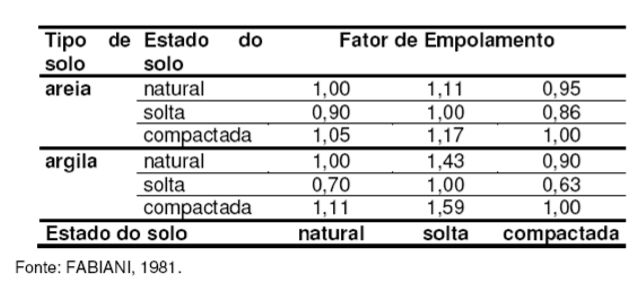 Tipo de Estado do Fator de Empolamento
solo solo
areia natural 1,00 1,11 0,95
solta 0,90 1,00 0,86
compactada 1,05 1,17 1,00
argila natural 1,00 1,43 0,90
solta 0,70 1,00 0,63
compactada 1,11 1,59 1,00
Estado do solo natural solta compactada
Fonte: FABIANI, 1981.